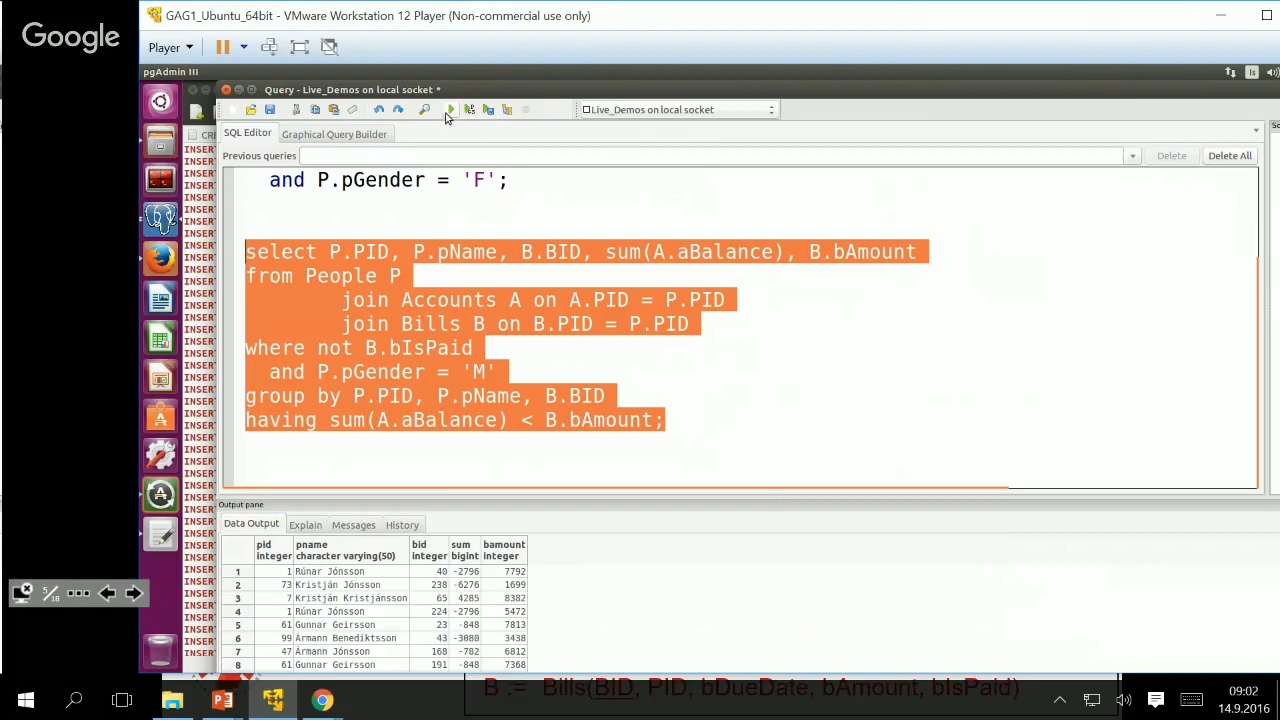 GAG1_Ubuntu_64bit - VMware Workstation 12 Player (Non-commercial use only)
Google
Player
pgAdmin III
Is
Query - Live_Demos on local socket *
Live_Demos on local socket
SQL Editor
Graphical Query Builder
Previous queries
Delete
Delete All
and P.pGender = 'F';
select P.PID, P.pName, B.BID, sum(A.aBalance), B.bAmount
from People P
join Accounts A on A.PID = P.PID
join Bills B on B.PID = P.PID
where not B.bIsPaid
and P.pGender = 'M'
group by P.PID, P.pName, B.BID
having sum(A.aBalance) < B.bAmount;
Output pane
Data Output
Explain
Messages
History
pid pname bid sum bamount
integer character varying(50) integer bigint integer
1 1 Rúnar Jónsson 40 -2796 7792
2 73 Kristján Jónsson 238 -6276 1699
3 7 Kristján Kristjánsson 65 4285 8382
4 1 Rúnar Jónsson 224 -2796 5472
5 61 Gunnar Geirsson 23 -848 7813
6 99 Ármann Benediktsson 43 -3080 3438
7 47 Ármann Jónsson 168 -782 6812
8 61 Gunnar Geirsson 191 -848 7368
5/18
B := Bills(BID, PID, bDueDate, bAmount, bIsPaid)
09:02
14.9.2016